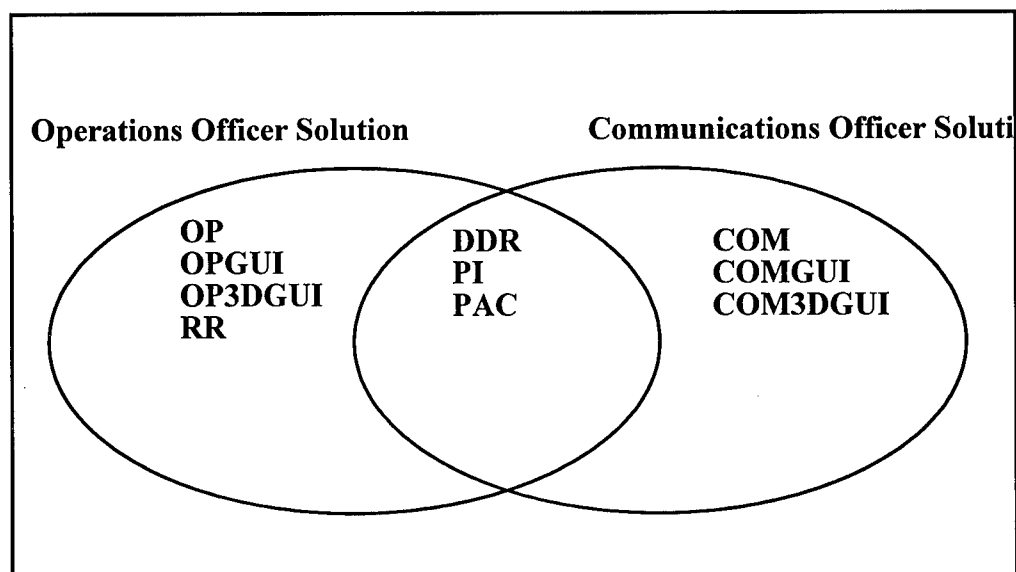 Operations Officer Solution
Communications Officer Soluti
OP
OPGUI
OP3DGUI
RR
DDR
PI
PAC
COM
COMGUI
COM3DGUI